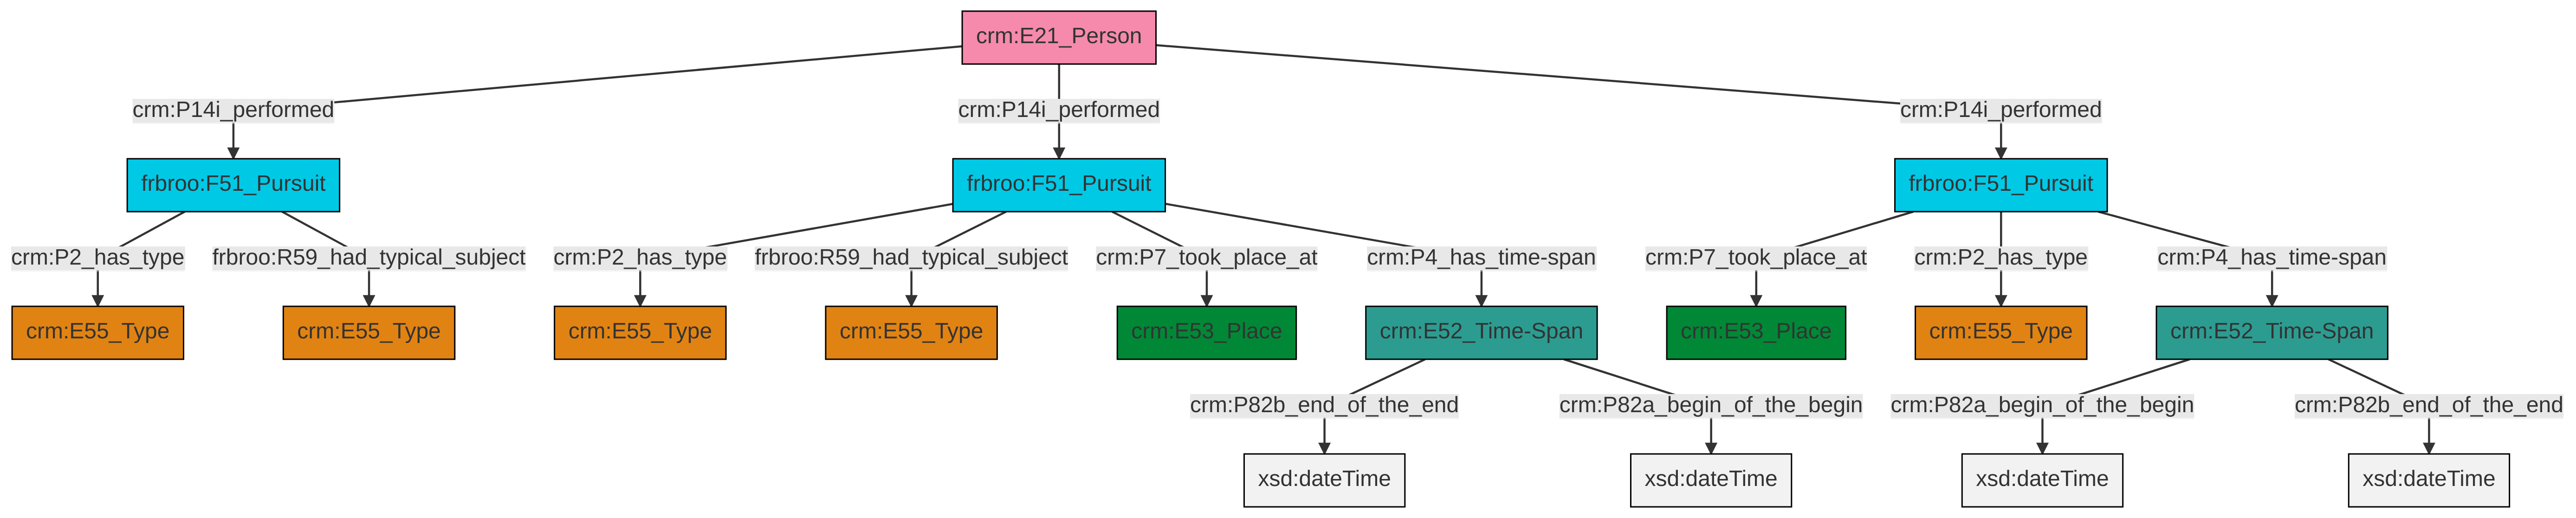 crm:E21_Person
crm:P14i_performed crm:P14i_performed crm:P14i_performed
frbroo:F51_Pursuit frbroo:F51_Pursuit frbroo:F51_Pursuit
crm:P2_has_type frbroo:R59_had_typical_subject crm:P2_has_type frbroo:R59_had_typical_subject crm:P7_took_place_at crm:P4_has_time-span crm:P7_took_place_at crm:P2_has_type crm:P4_has_time-span
crm:E55_Type crm:E55_Type crm:E55_Type crm:E55_Type crm:E53_Place crm:E52_Time-Span crm:E53_Place crm:E55_Type crm:E52_Time-Span
crm:P82b_end_of_the_end crm:P82a_begin_of_the_begin crm:P82a_begin_of_the_begin crm:P82b_end_of_the_end
xsd:dateTime xsd:dateTime xsd:dateTime xsd:dateTime